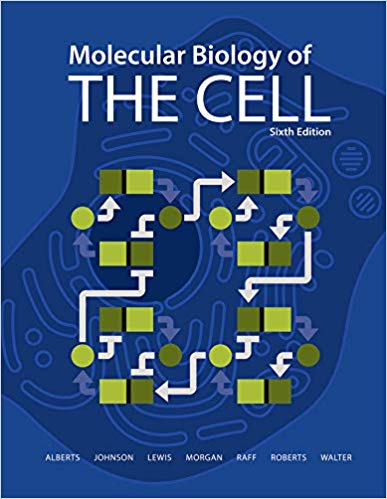 Molecular Biology of
THE CELL
Sixth Edition
ALBERTS JOHNSON LEWIS MORGAN RAFF ROBERTS WALTER